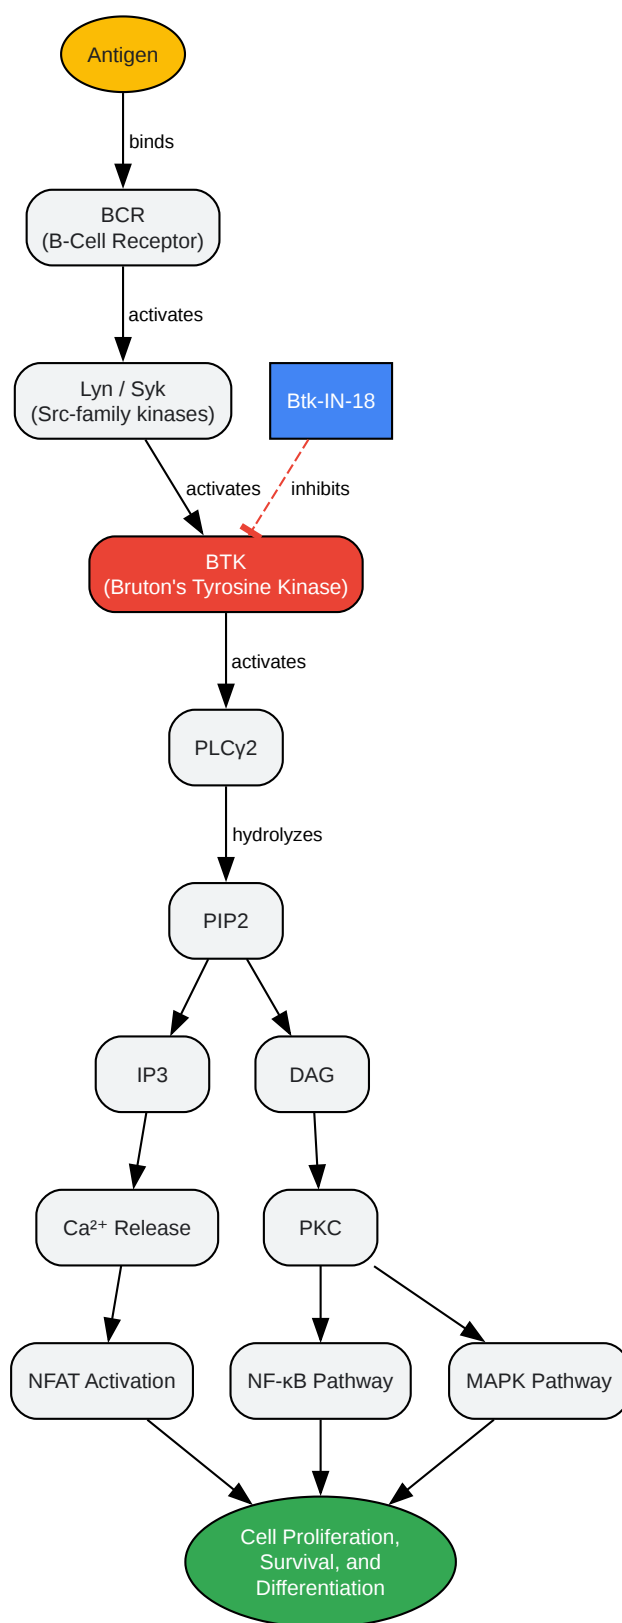 Antigen
binds
BCR
(B-Cell Receptor)
activates
Lyn / Syk
(Src-family kinases)
Btk-IN-18
activates
inhibits
BTK
(Bruton's Tyrosine Kinase)
activates
PLCγ2
hydrolyzes
PIP2
IP3
DAG
Ca²⁺ Release
PKC
NFAT Activation
NF-κB Pathway
MAPK Pathway
Cell Proliferation,
Survival, and
Differentiation